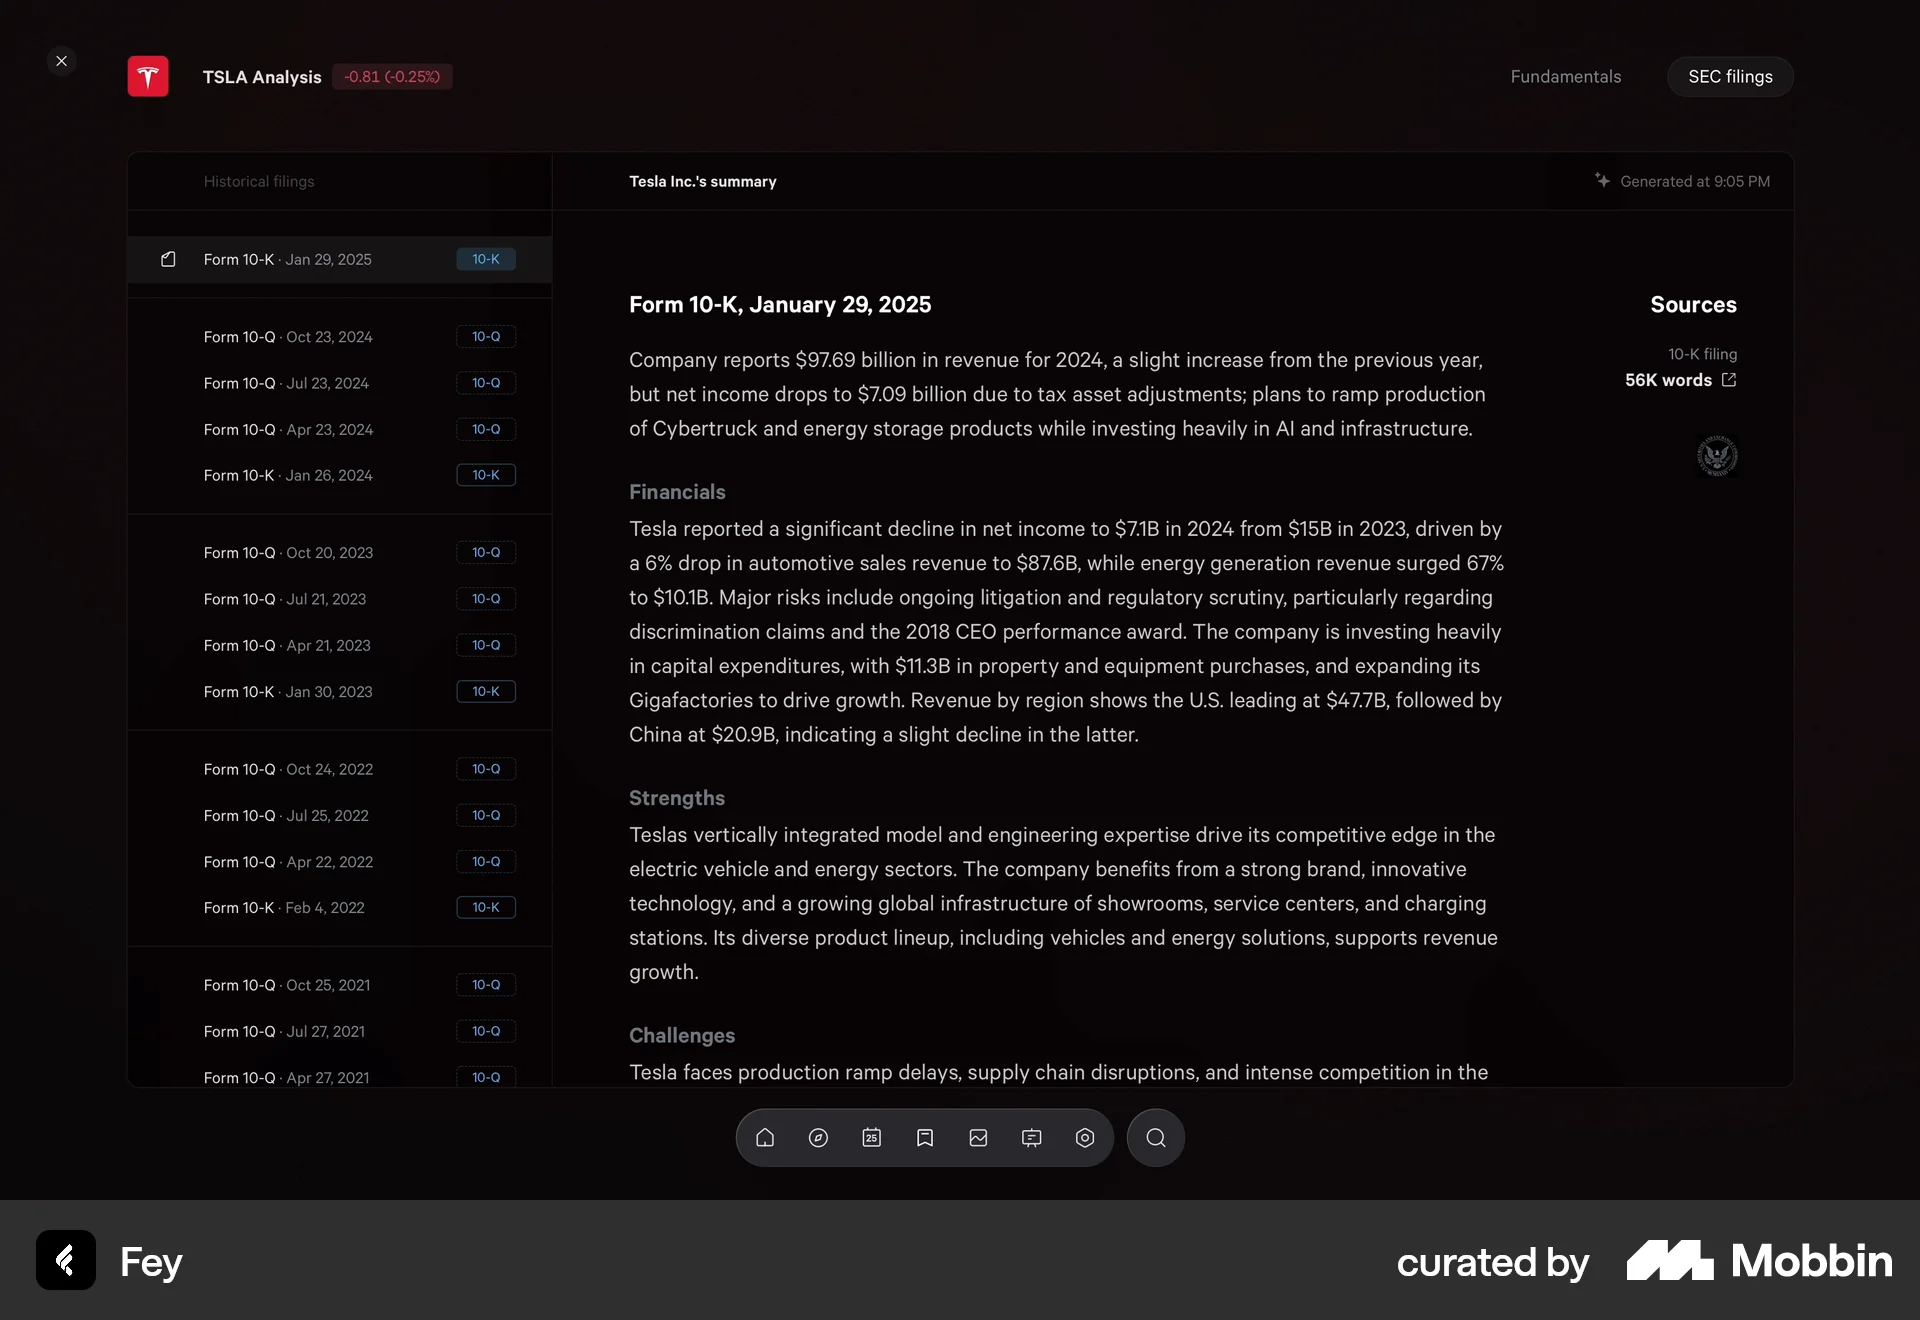 TSLA Analysis -0.81 (-0.25%)
Fundamentals
SEC filings
Historical filings
Form 10-K · Jan 29, 2025 10-K
Form 10-Q · Oct 23, 2024 10-Q
Form 10-Q · Jul 23, 2024 10-Q
Form 10-Q · Apr 23, 2024 10-Q
Form 10-K · Jan 26, 2024 10-K
Form 10-Q · Oct 20, 2023 10-Q
Form 10-Q · Jul 21, 2023 10-Q
Form 10-Q · Apr 21, 2023 10-Q
Form 10-K · Jan 30, 2023 10-K
Form 10-Q · Oct 24, 2022 10-Q
Form 10-Q · Jul 25, 2022 10-Q
Form 10-Q · Apr 22, 2022 10-Q
Form 10-K · Feb 4, 2022 10-K
Form 10-Q · Oct 25, 2021 10-Q
Form 10-Q · Jul 27, 2021 10-Q
Form 10-Q · Apr 27, 2021 10-Q
Tesla Inc.'s summary
Generated at 9:05 PM
Form 10-K, January 29, 2025
Company reports $97.69 billion in revenue for 2024, a slight increase from the previous year,
but net income drops to $7.09 billion due to tax asset adjustments; plans to ramp production
of Cybertruck and energy storage products while investing heavily in AI and infrastructure.
Financials
Tesla reported a significant decline in net income to $7.1B in 2024 from $15B in 2023, driven by
a 6% drop in automotive sales revenue to $87.6B, while energy generation revenue surged 67%
to $10.1B. Major risks include ongoing litigation and regulatory scrutiny, particularly regarding
discrimination claims and the 2018 CEO performance award. The company is investing heavily
in capital expenditures, with $11.3B in property and equipment purchases, and expanding its
Gigafactories to drive growth. Revenue by region shows the U.S. leading at $47.7B, followed by
China at $20.9B, indicating a slight decline in the latter.
Strengths
Teslas vertically integrated model and engineering expertise drive its competitive edge in the
electric vehicle and energy sectors. The company benefits from a strong brand, innovative
technology, and a growing global infrastructure of showrooms, service centers, and charging
stations. Its diverse product lineup, including vehicles and energy solutions, supports revenue
growth.
Challenges
Tesla faces production ramp delays, supply chain disruptions, and intense competition in the
Sources
10-K filing
56K words
25
Fey
curated by Mobbin